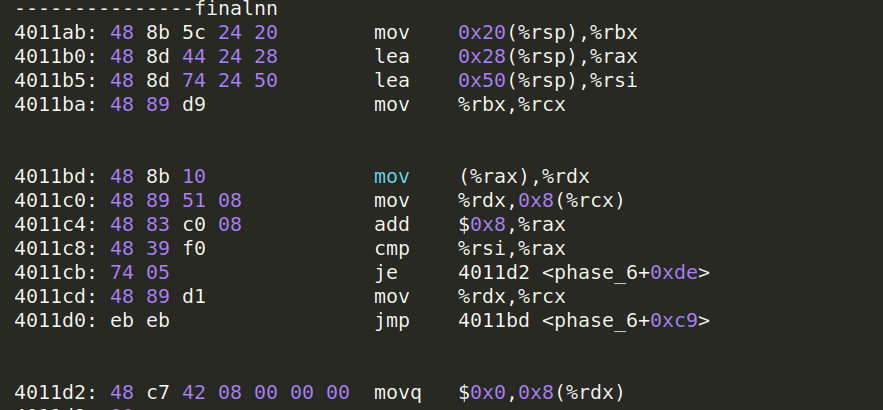 ---------------finalnn
4011ab: 48 8b 5c 24 20 mov 0x20(%rsp),%rbx
4011b0: 48 8d 44 24 28 lea 0x28(%rsp),%rax
4011b5: 48 8d 74 24 50 lea 0x50(%rsp),%rsi
4011ba: 48 89 d9 mov %rbx,%rcx
4011bd: 48 8b 10 mov (%rax),%rdx
4011c0: 48 89 51 08 mov %rdx,0x8(%rcx)
4011c4: 48 83 c0 08 add $0x8,%rax
4011c8: 48 39 f0 cmp %rsi,%rax
4011cb: 74 05 je 4011d2 <phase_6+0xde>
4011cd: 48 89 d1 mov %rdx,%rcx
4011d0: eb eb jmp 4011bd <phase_6+0xc9>
4011d2: 48 c7 42 08 00 00 00 movq $0x0,0x8(%rdx)